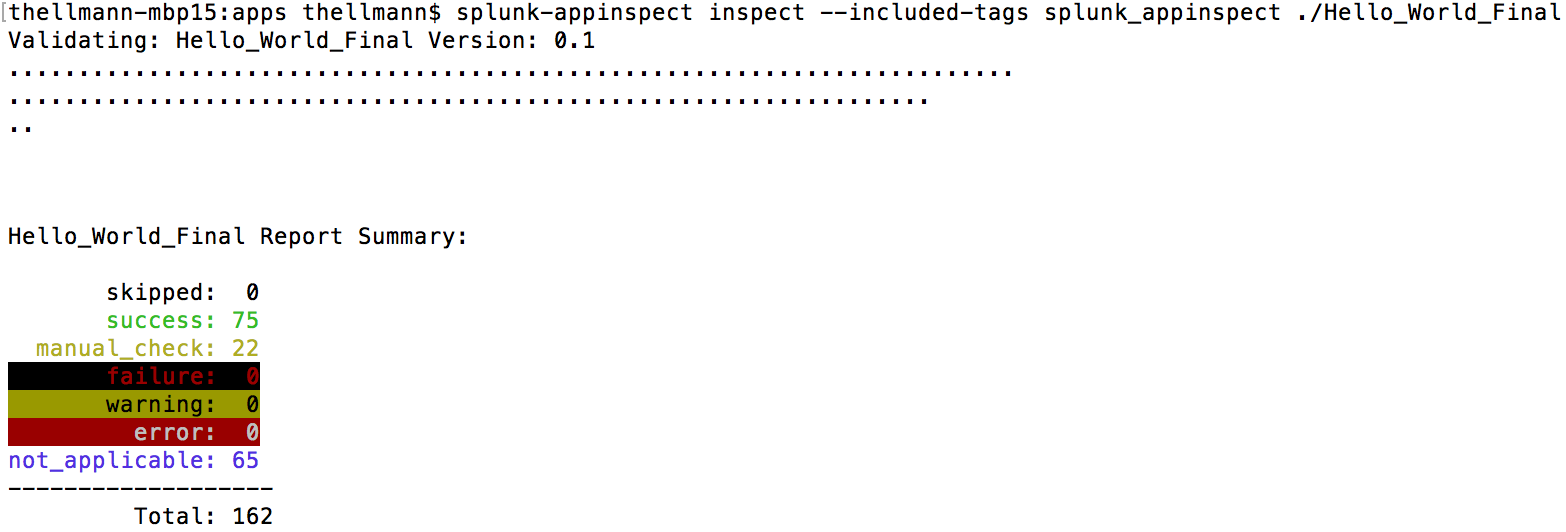 [thellmann-mbp15:apps thellmann$ splunk-appinspect inspect --included-tags splunk_appinspect ./Hello_World_Final
Validating: Hello_World_Final Version: 0.1
........................................................................
..................................................................
..
Hello_World_Final Report Summary:
skipped: 0
success: 75
manual_check: 22
failure: 0
warning: 0
error: 0
not_applicable: 65
-------------------
Total: 162